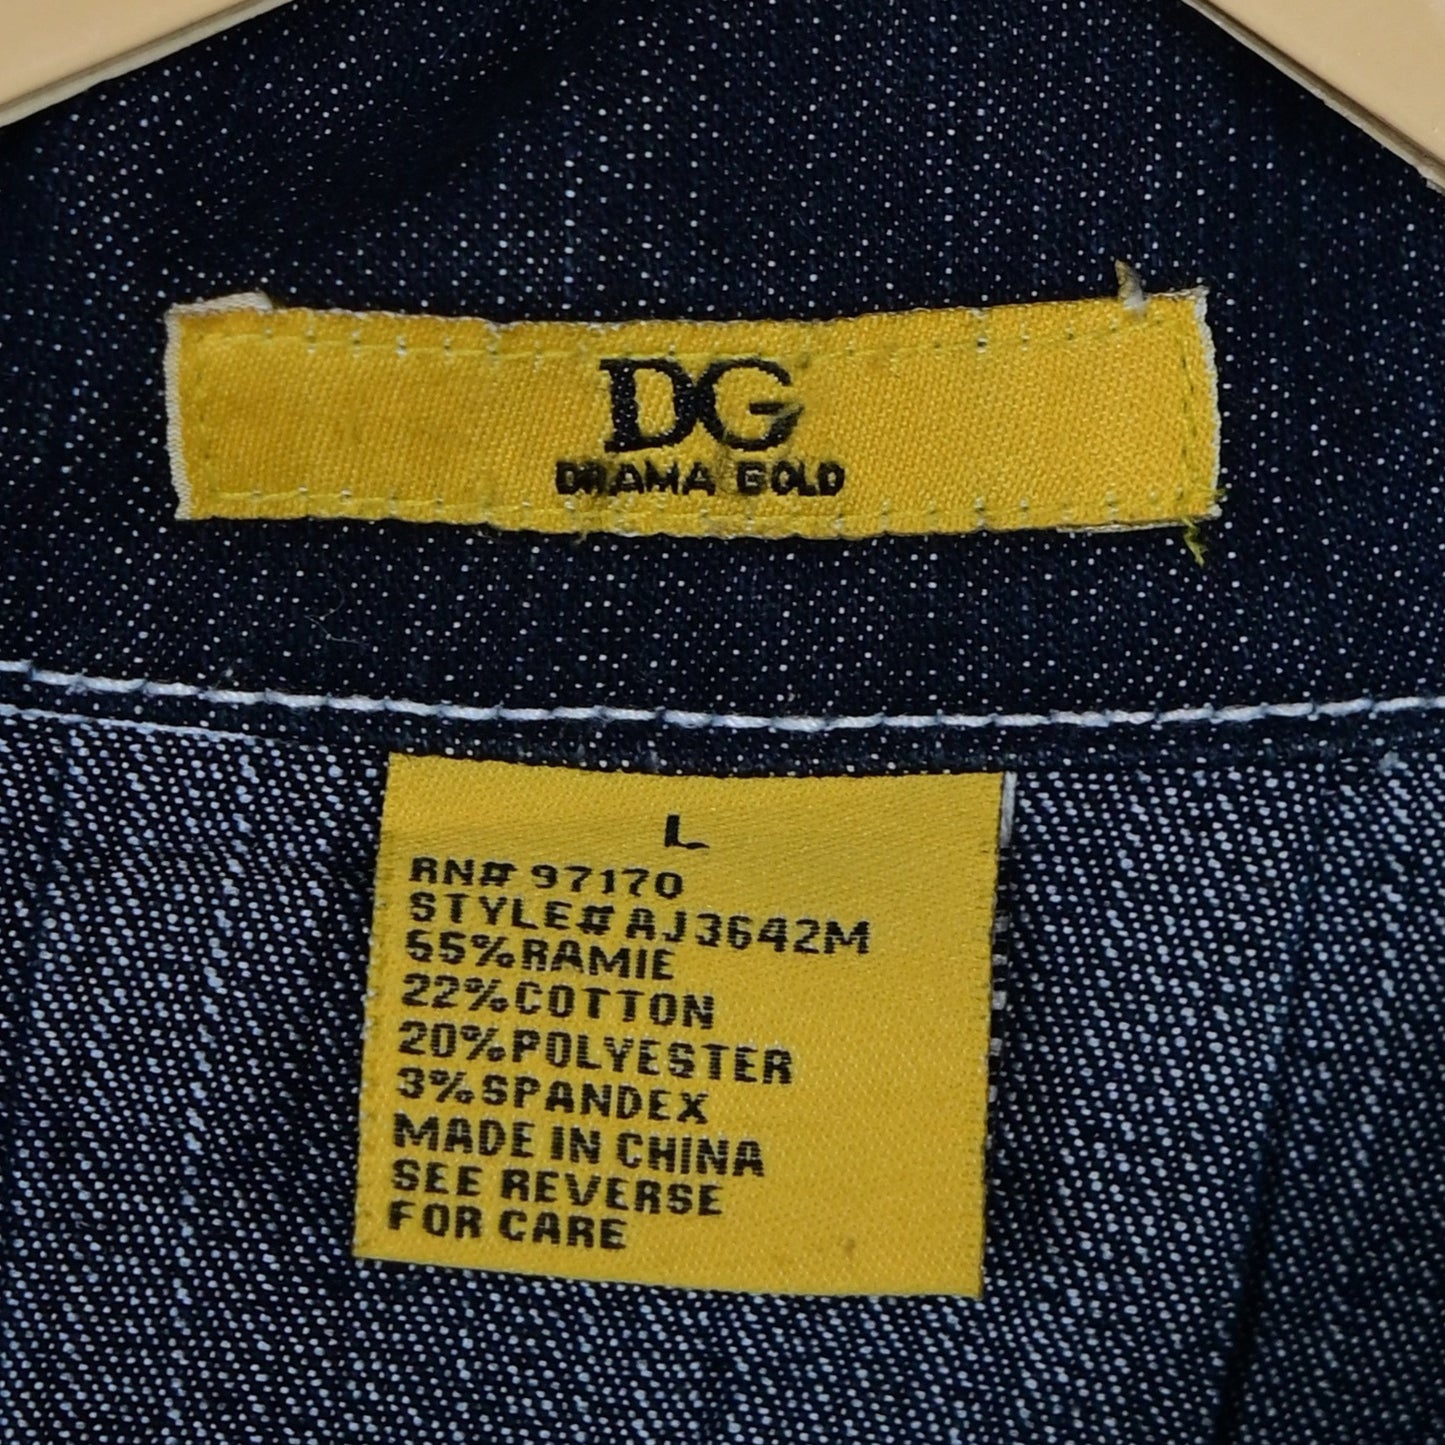 DG
DRAMA GOLD
L
RN# 97170
STYLE# AJ3642M
55% RAMIE
22% COTTON
20% POLYESTER
3% SPANDEX
MADE IN CHINA
SEE REVERSE
FOR CARE